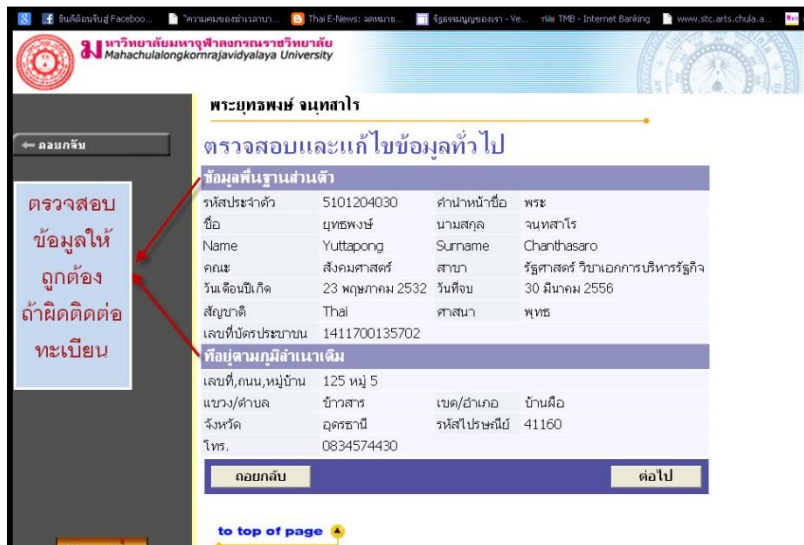 ยินดีต้อนรับสู่ Faceboo...
"ความคมของข่าวลาบา...
Thai E-News: จดหมาย...
รัฐธรรมนูญของเรา - Ve...
TMB - Internet Banking
www.stc.arts.chula.a...
มหาวิทยาลัยมหาจุฬาลงกรณราชวิทยาลัย
Mahachulalongkornrajavidyalaya University
พระยุทธพงษ์ จนฺทสาโร
ถอยกลับ
ตรวจสอบและแก้ไขข้อมูลทั่วไป
ข้อมูลพื้นฐานส่วนตัว
รหัสประจำตัว 5101204030 คำนำหน้าชื่อ พระ
ชื่อ ยุทธพงษ์ นามสกุล จนฺทสาโร
Name Yuttapong Surname Chanthasaro
คณะ สังคมศาสตร์ สาขา รัฐศาสตร์ วิชาเอกการบริหารรัฐกิจ
วันเดือนปีเกิด 23 พฤษภาคม 2532 วันที่จบ 30 มีนาคม 2556
สัญชาติ Thai ศาสนา พุทธ
เลขที่บัตรประชาชน 1411700135702
ที่อยู่ตามภูมิลำเนาเดิม
เลขที่,ถนน,หมู่บ้าน 125 หมู่ 5
แขวง/ตำบล ข้าวสาร เขต/อำเภอ บ้านผือ
จังหวัด อุดรธานี รหัสไปรษณีย์ 41160
โทร. 0834574430
ถอยกลับ ต่อไป
ตรวจสอบ
ข้อมูลให้
ถูกต้อง
ถ้าผิดติดต่อ
ทะเบียน
to top of page